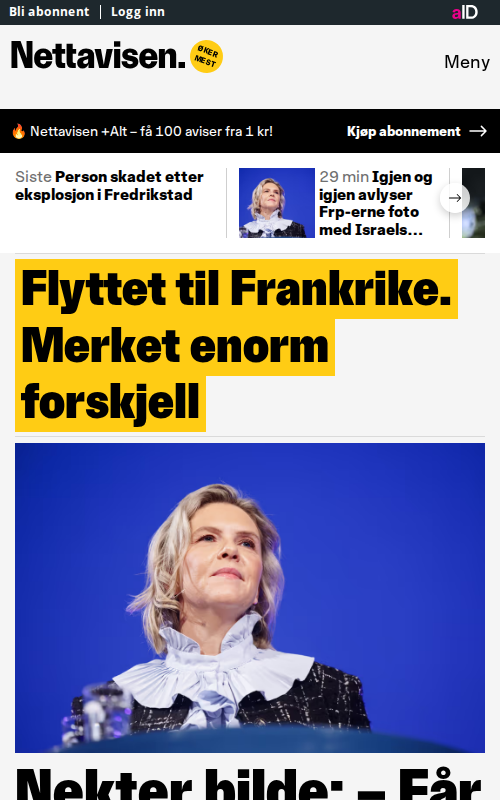 Bli abonnent | Logg inn
aID
Nettavisen.
ØKER
MEST
Meny
🔥 Nettavisen +Alt – få 100 aviser fra 1 kr!
Kjøp abonnement
Siste Person skadet etter
eksplosjon i Fredrikstad
29 min Igjen og
igjen avlyser
Frp-erne foto
med Israels...
Flyttet til Frankrike.
Merket enorm
forskjell
Nekter bilde: – Får